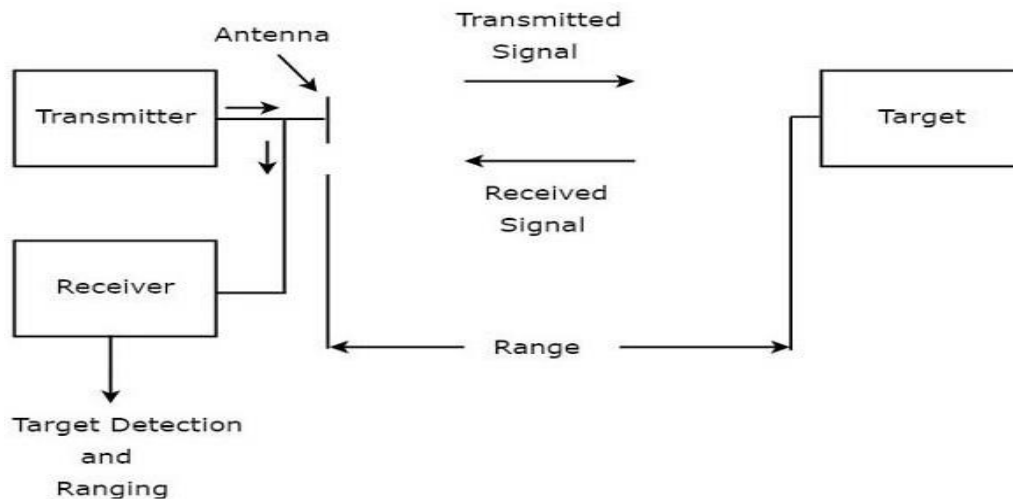 Antenna
Transmitted
Signal
Transmitter
Target
Received
Signal
Receiver
Range
Target Detection
and
Ranging